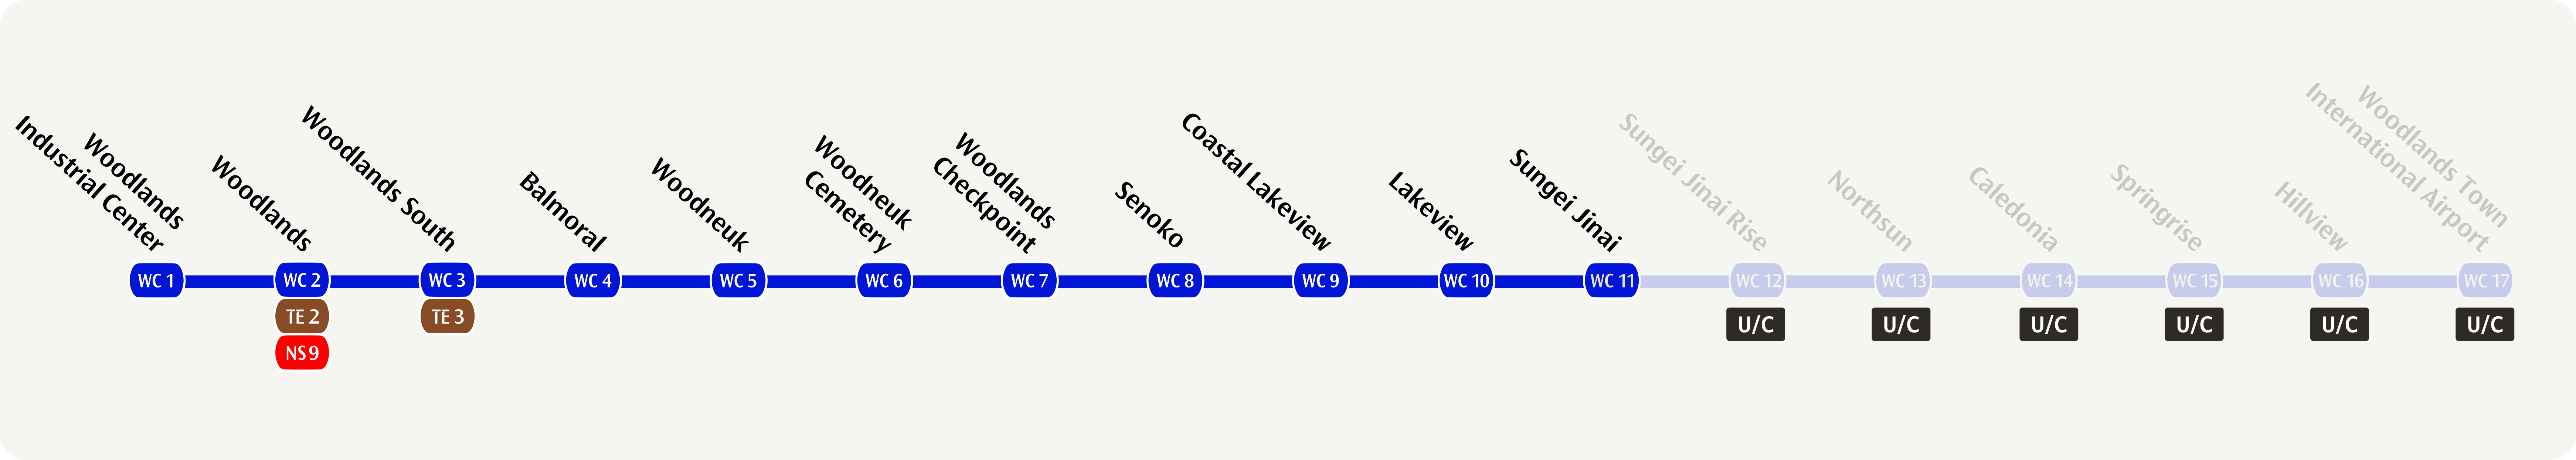 Woodlands
Industrial Center
Woodlands
Woodlands South
Balmoral
Woodneuk
Woodneuk
Cemetery
Woodlands
Checkpoint
Senoko
Coastal Lakeview
Lakeview
Sungei Jinai
Sungei Jinai Rise
Northsun
Caledonia
Springrise
Hillview
Woodlands Town
International Airport
WC 1
WC 2
WC 3
WC 4
WC 5
WC 6
WC 7
WC 8
WC 9
WC 10
WC 11
WC 12
WC 13
WC 14
WC 15
WC 16
WC 17
TE 2
TE 3
U/C
U/C
U/C
U/C
U/C
U/C
NS 9